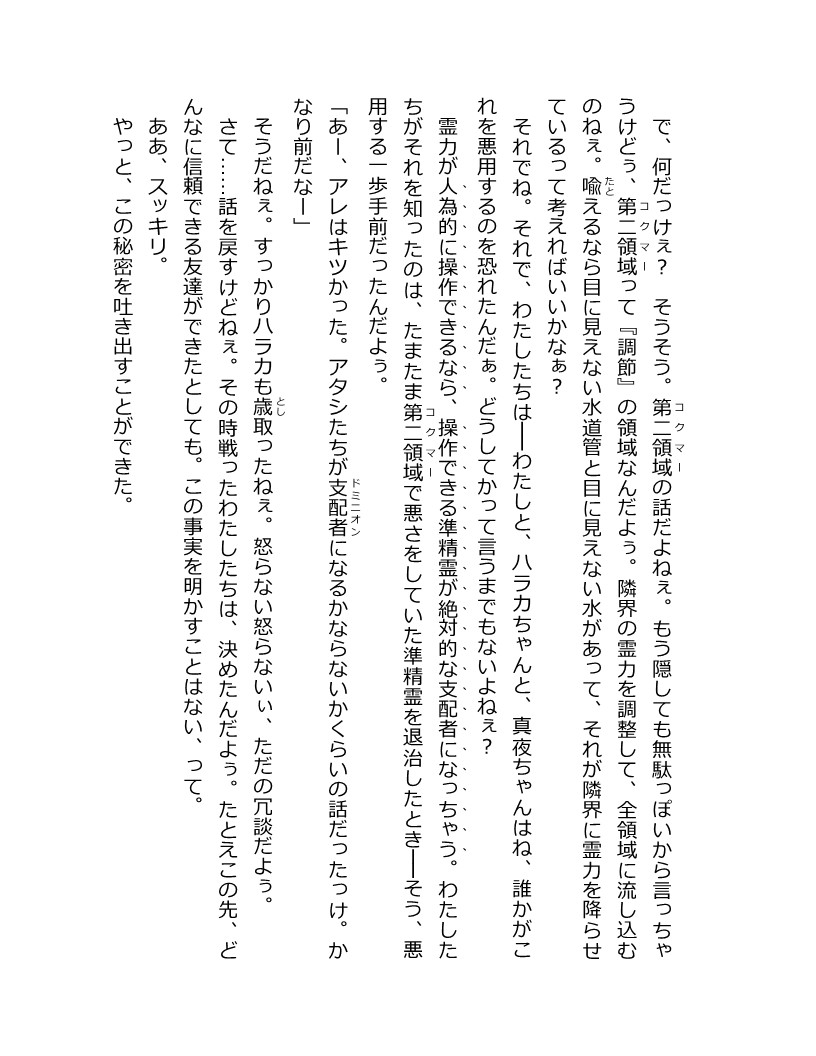 で、何だっけぇ？　そうそう。第二領域の話だよねぇ。もう隠しても無駄っぽいから言っちゃ
うけどぅ、第二領域って『調節』の領域なんだよぅ。隣界の霊力を調整して、全領域に流し込む
のねぇ。喩えるなら目に見えない水道管と目に見えない水があって、それが隣界に霊力を降らせ
ているって考えればいいかなぁ？
　それでね。それで、わたしたちは――わたしと、ハラカちゃんと、真夜ちゃんはね、誰かがこ
れを悪用するのを恐れたんだぁ。どうしてかって言うまでもないよねぇ？
　霊力が人為的に操作できるなら、操作できる準精霊が絶対的な支配者になっちゃう。わたした
ちがそれを知ったのは、たまたま第二領域で悪さをしていた準精霊を退治したとき――そう、悪
用する一歩手前だったんだよぅ。
「あー、アレはキツかった。アタシたちが支配者になるかならないかくらいの話だったっけ。か
なり前だなー」
　そうだねぇ。すっかりハラカも歳取ったねぇ。怒らない怒らないぃ、ただの冗談だよぅ。
　さて……話を戻すけどねぇ。その時戦ったわたしたちは、決めたんだよぅ。たとえこの先、ど
んなに信頼できる友達ができたとしても。この事実を明かすことはない、って。
　ああ、スッキリ。
　やっと、この秘密を吐き出すことができた。